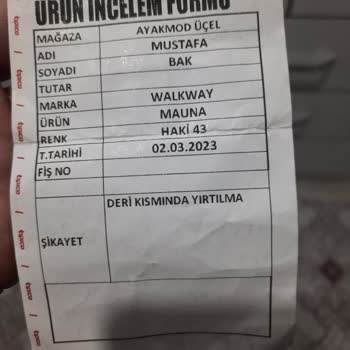 ÜRÜN İNCELEM FORMU
MAĞAZA AYAKMOD ÜÇEL
ADI MUSTAFA
SOYADI BAK
TUTAR
MARKA WALKWAY
ÜRÜN MAUNA
RENK HAKİ 43
T.TARİHİ 02.03.2023
FİŞ NO
DERİ KISMINDA YIRTILMA
ŞİKAYET